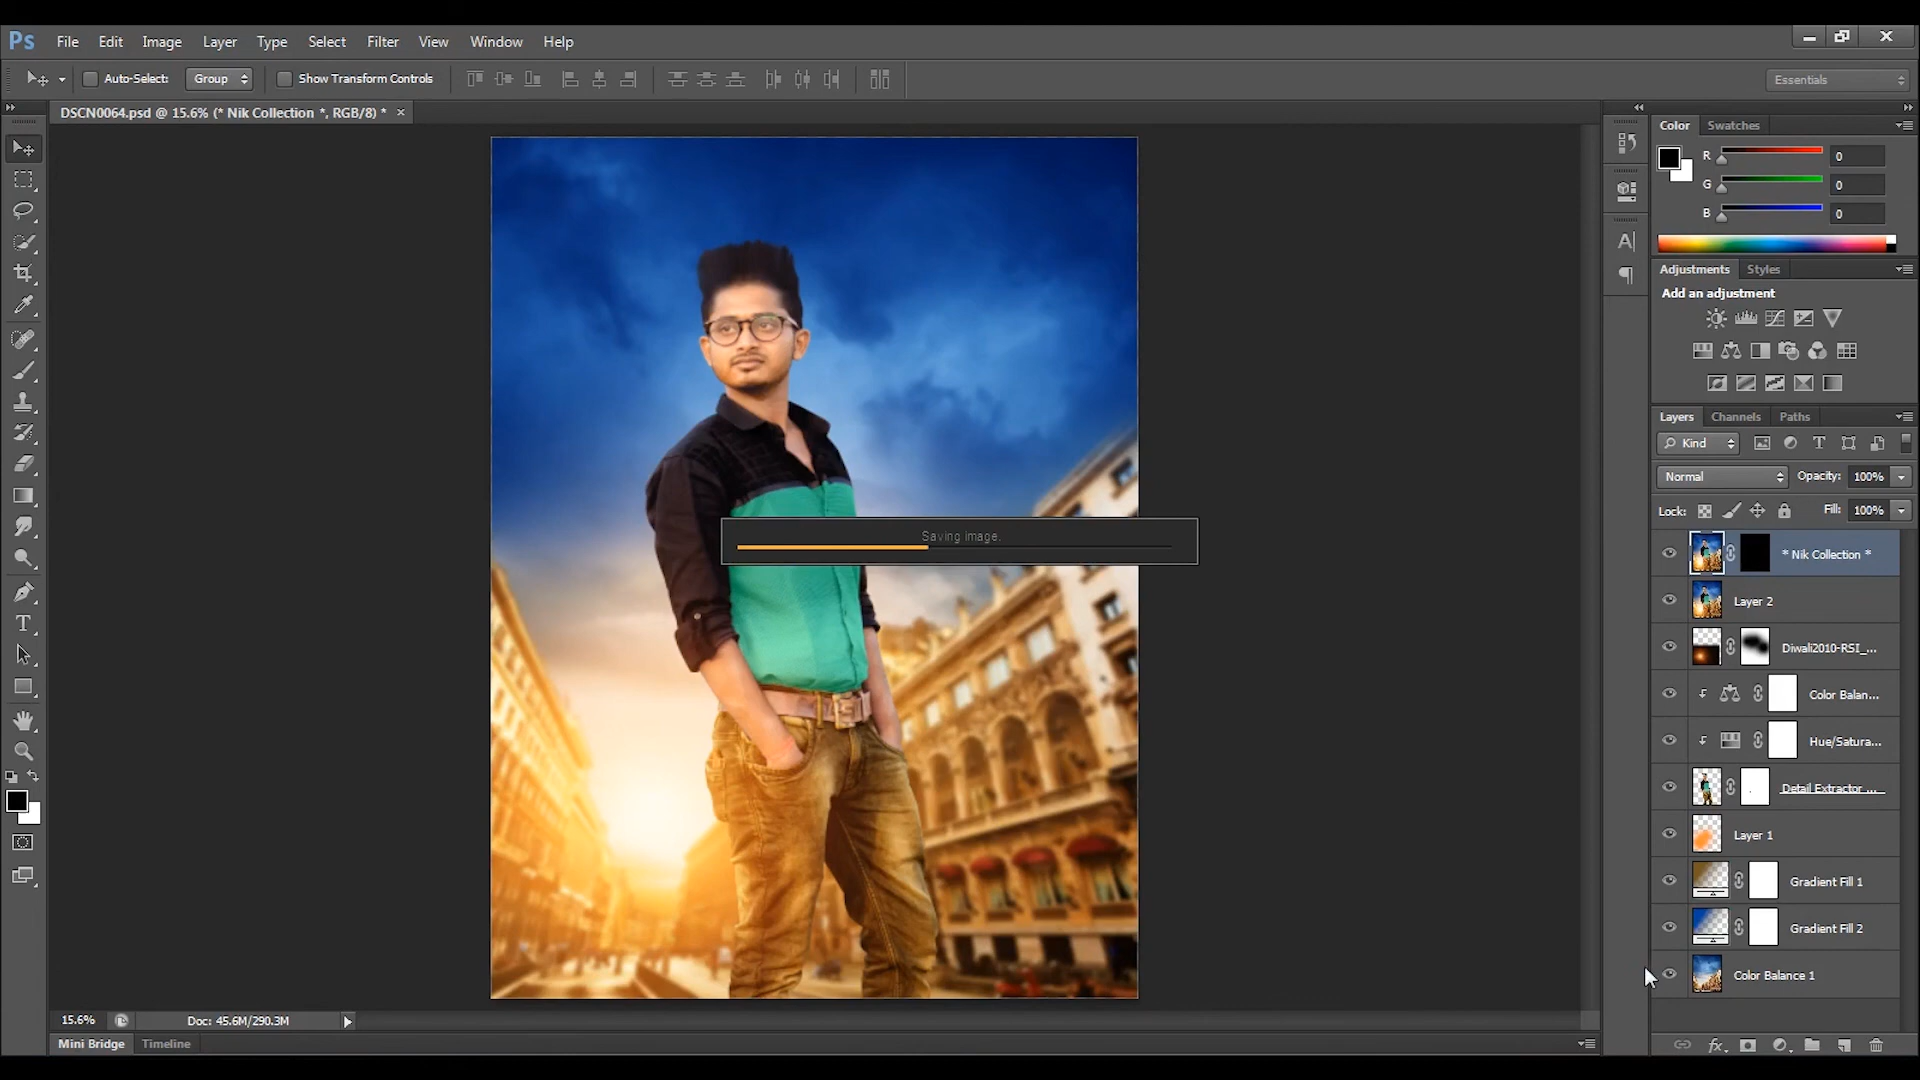 Ps File Edit Image Layer Type Select Filter View Window Help
Auto-Select: Group Show Transform Controls Essentials
DSCN0064.psd @ 15.6% (* Nik Collection *, RGB/8) * ×
Color Swatches
R 0
G 0
B 0
Adjustments Styles
Add an adjustment
Layers Channels Paths
Kind
Normal Opacity: 100%
Lock: Fill: 100%
Saving image.
* Nik Collection *
Layer 2
Diwali2010-RSI_...
Color Balan...
Hue/Satura...
Detail Extractor ...
Layer 1
Gradient Fill 1
Gradient Fill 2
Color Balance 1
15.6% Doc: 45.6M/290.3M
Mini Bridge Timeline